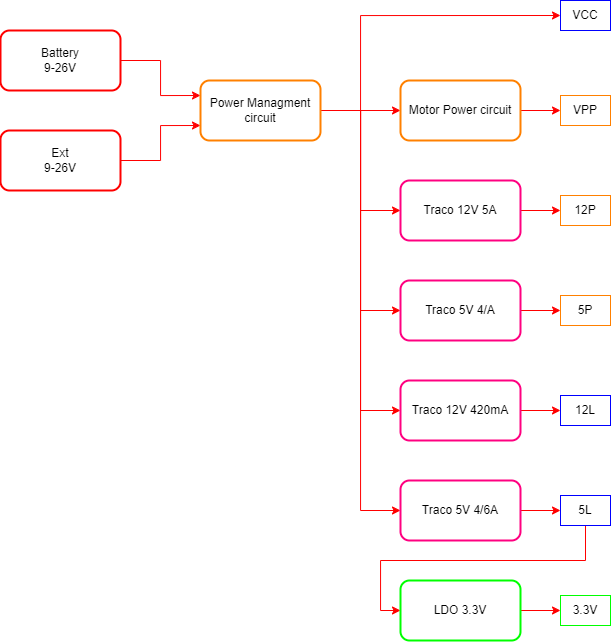 VCC
Battery
9-26V
Power Managment
circuit
Motor Power circuit
VPP
Ext
9-26V
Traco 12V 5A
12P
Traco 5V 4/A
5P
Traco 12V 420mA
12L
Traco 5V 4/6A
5L
LDO 3.3V
3.3V